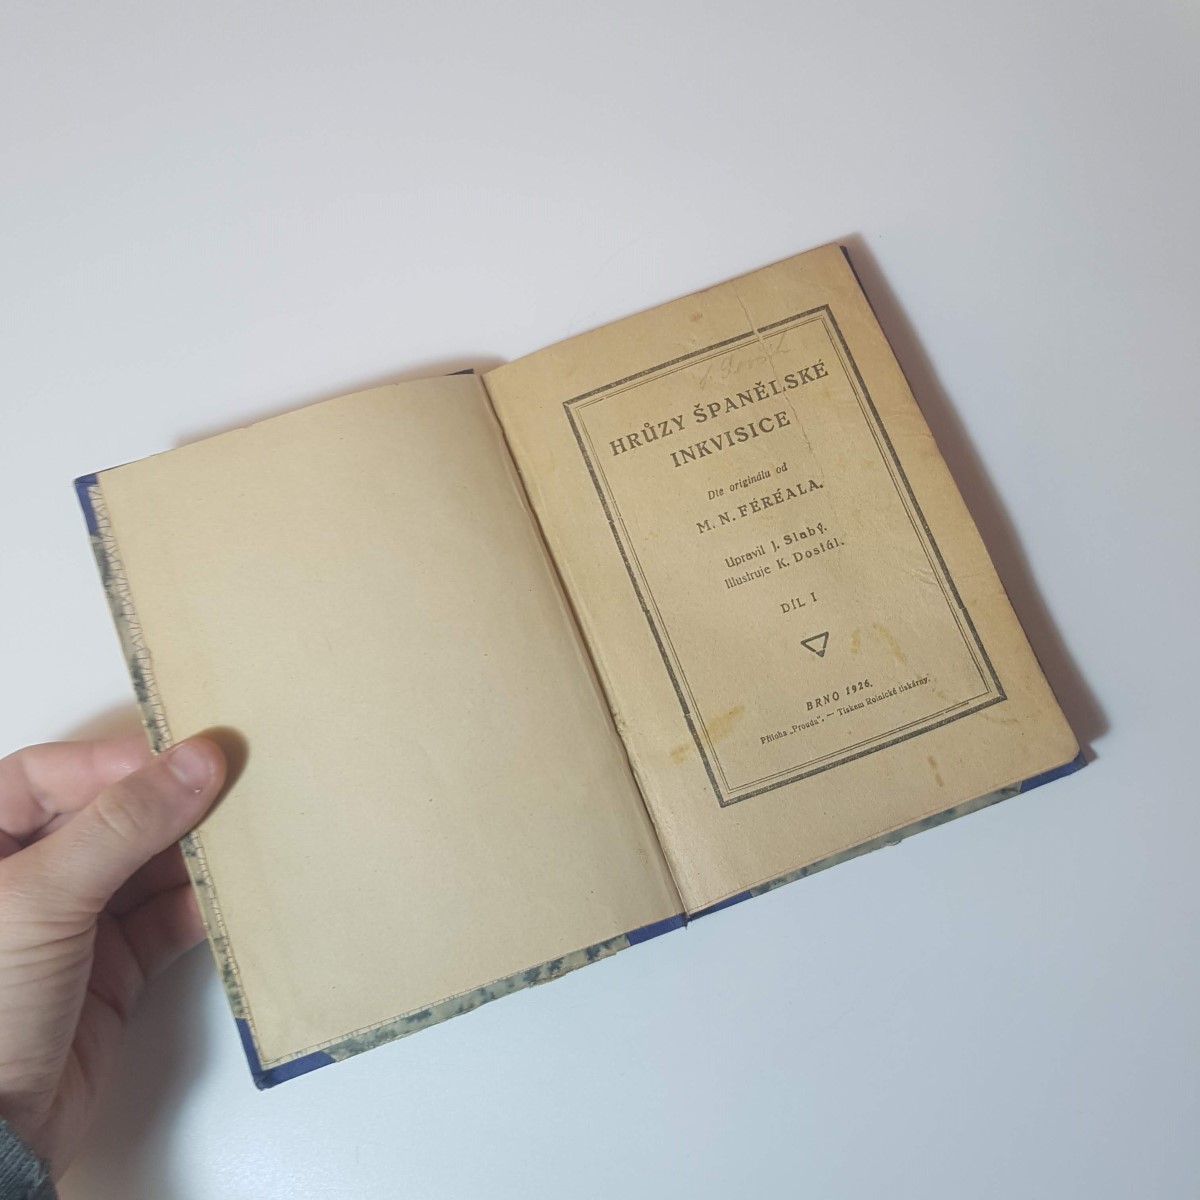 HRŮZY ŠPANĚLSKÉ
INKVISICE
Dle originálu od
M. N. FÉRÉALA.
Upravil J. Slabý.
Ilustruje K. Dostál.
DÍL I
BRNO 1926.
Příloha „Proudu“. — Tiskem Rolnické tiskárny.